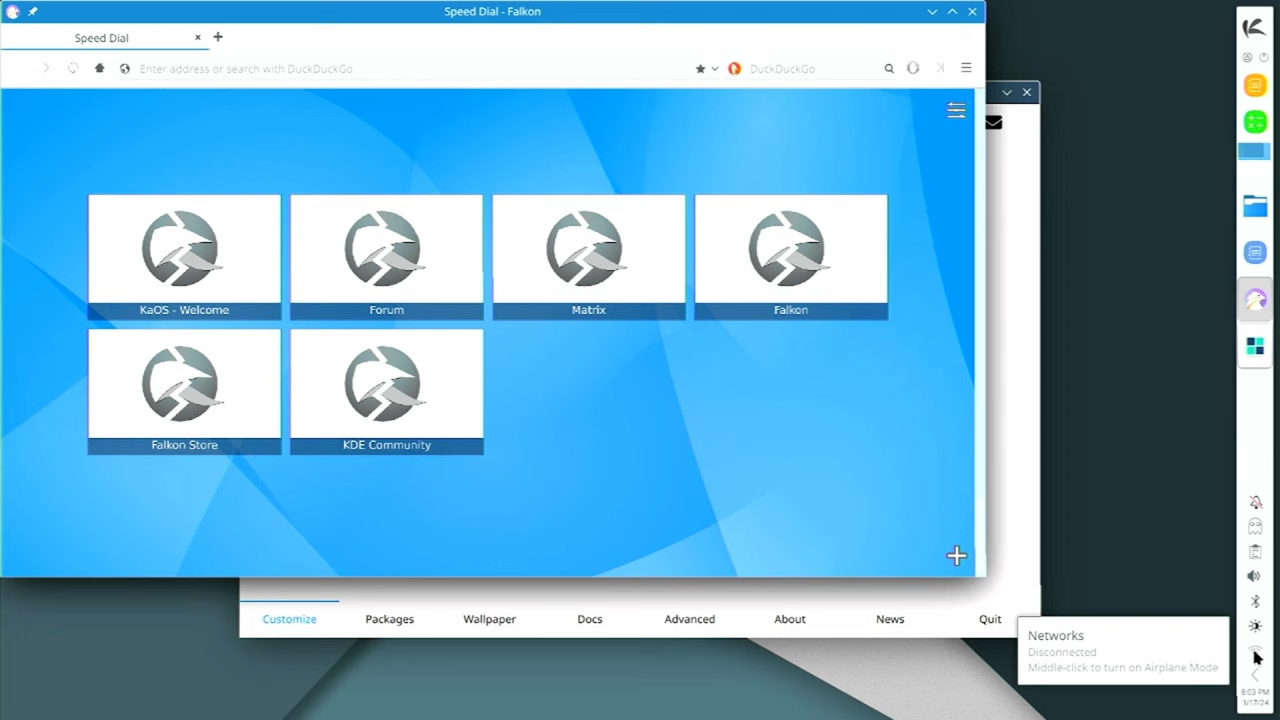 Speed Dial - Falkon
Speed Dial
Enter address or search with DuckDuckGo
DuckDuckGo
KaOS - Welcome
Forum
Matrix
Falkon
Falkon Store
KDE Community
Customize
Packages
Wallpaper
Docs
Advanced
About
News
Quit
Networks
Disconnected
Middle-click to turn on Airplane Mode
8:03 PM
3/17/24